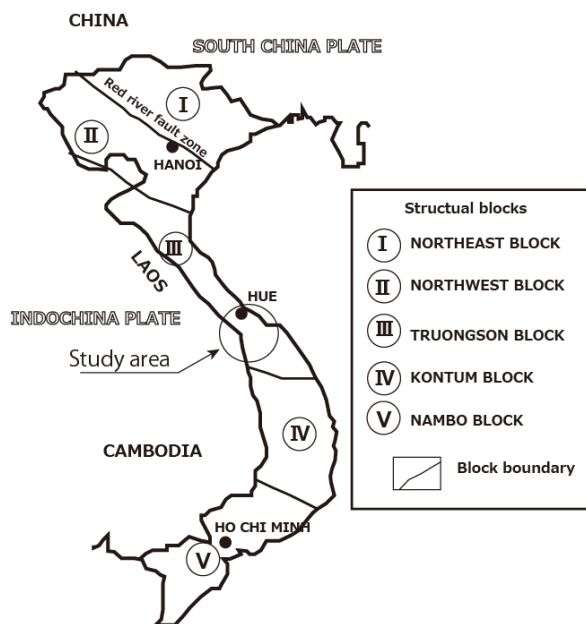 CHINA
SOUTH CHINA PLATE
Red river fault zone
I
II
HANOI
III
LAOS
HUE
INDOCHINA PLATE
Study area
IV
CAMBODIA
HO CHI MINH
V
Structual blocks
I NORTHEAST BLOCK
II NORTHWEST BLOCK
III TRUONGSON BLOCK
IV KONTUM BLOCK
V NAMBO BLOCK
Block boundary